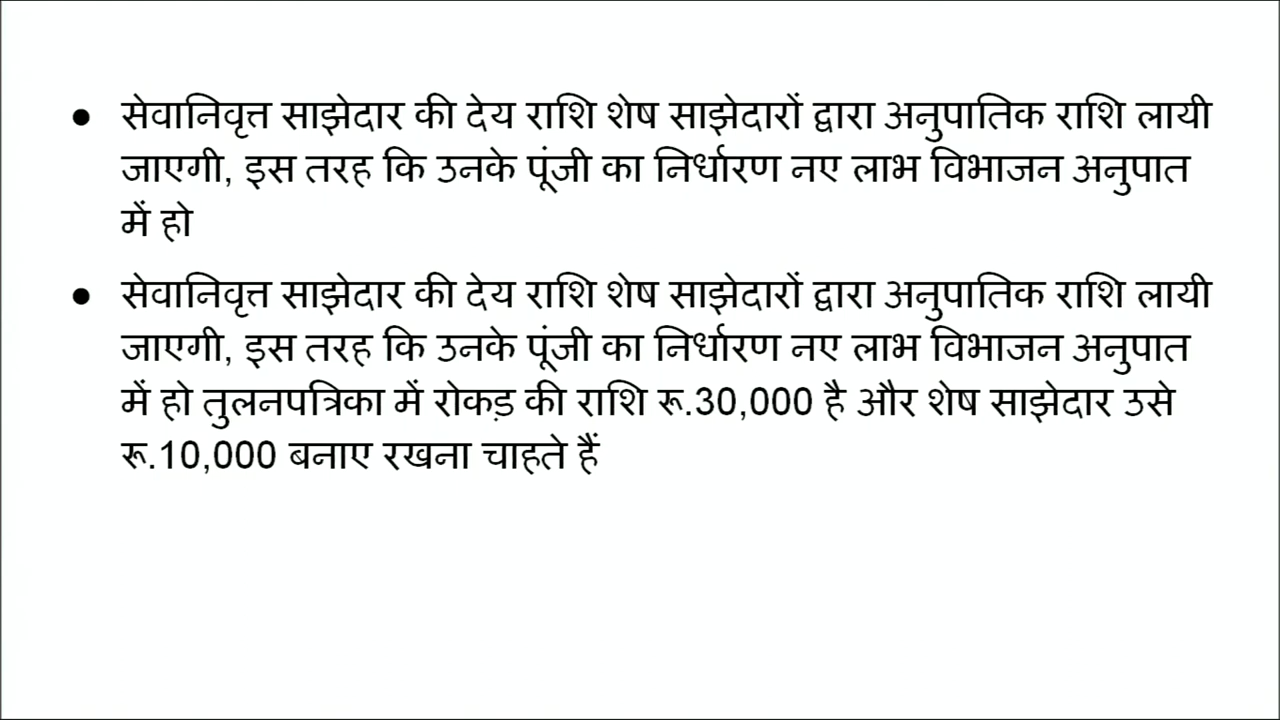 ● सेवानिवृत्त साझेदार की देय राशि शेष साझेदारों द्वारा अनुपातिक राशि लायी
जाएगी, इस तरह कि उनके पूंजी का निर्धारण नए लाभ विभाजन अनुपात
में हो
● सेवानिवृत्त साझेदार की देय राशि शेष साझेदारों द्वारा अनुपातिक राशि लायी
जाएगी, इस तरह कि उनके पूंजी का निर्धारण नए लाभ विभाजन अनुपात
में हो तुलनपत्रिका में रोकड़ की राशि रू.30,000 है और शेष साझेदार उसे
रू.10,000 बनाए रखना चाहते हैं